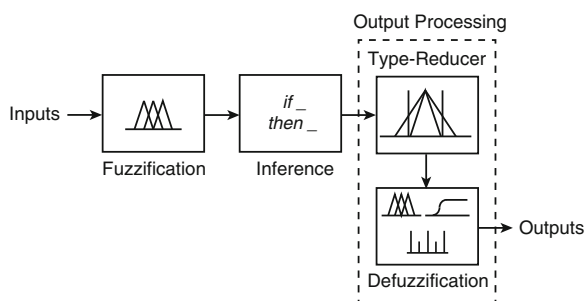 Output Processing
Type-Reducer
Inputs
if _
then _
Fuzzification
Inference
Outputs
Defuzzification